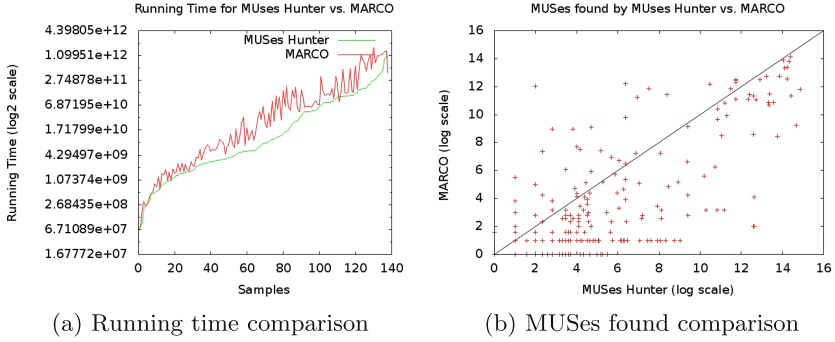 Running Time for MUSes Hunter vs. MARCO
Running Time (log2 scale)
4.39805e+12
1.09951e+12
2.74878e+11
6.87195e+10
1.71799e+10
4.29497e+09
1.07374e+09
2.68435e+08
6.71089e+07
1.67772e+07
MUSes Hunter
MARCO
0 20 40 60 80 100 120 140
Samples
(a) Running time comparison
MUSes found by MUses Hunter vs. MARCO
MARCO (log scale)
16
14
12
10
8
6
4
2
0
0 2 4 6 8 10 12 14 16
MUSes Hunter (log scale)
(b) MUSes found comparison